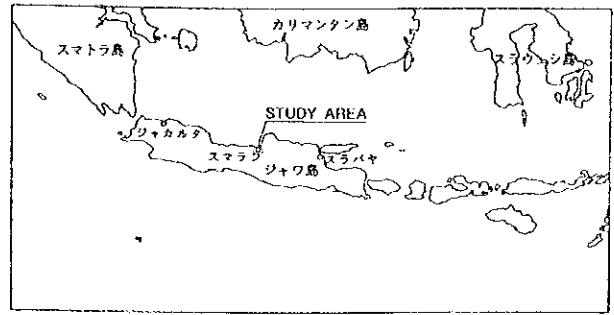 カリマンタン島
スマトラ島
スラウェシ島
STUDY AREA
ジャカルタ
スマラン
スラバヤ
ジャワ島